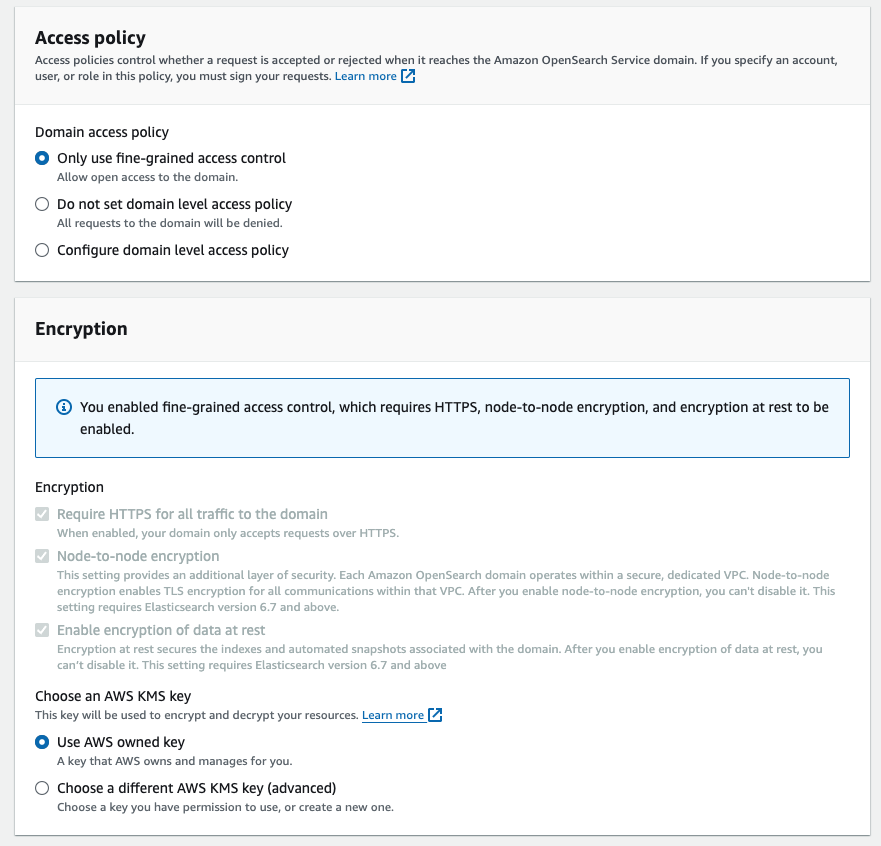 Access policy
Access policies control whether a request is accepted or rejected when it reaches the Amazon OpenSearch Service domain. If you specify an account,
user, or role in this policy, you must sign your requests. Learn more
Domain access policy
Only use fine-grained access control
Allow open access to the domain.
Do not set domain level access policy
All requests to the domain will be denied.
Configure domain level access policy
Encryption
You enabled fine-grained access control, which requires HTTPS, node-to-node encryption, and encryption at rest to be
enabled.
Encryption
Require HTTPS for all traffic to the domain
When enabled, your domain only accepts requests over HTTPS.
Node-to-node encryption
This setting provides an additional layer of security. Each Amazon OpenSearch domain operates within a secure, dedicated VPC. Node-to-node
encryption enables TLS encryption for all communications within that VPC. After you enable node-to-node encryption, you can't disable it. This
setting requires Elasticsearch version 6.7 and above.
Enable encryption of data at rest
Encryption at rest secures the indexes and automated snapshots associated with the domain. After you enable encryption of data at rest, you
can’t disable it. This setting requires Elasticsearch version 6.7 and above
Choose an AWS KMS key
This key will be used to encrypt and decrypt your resources. Learn more
Use AWS owned key
A key that AWS owns and manages for you.
Choose a different AWS KMS key (advanced)
Choose a key you have permission to use, or create a new one.